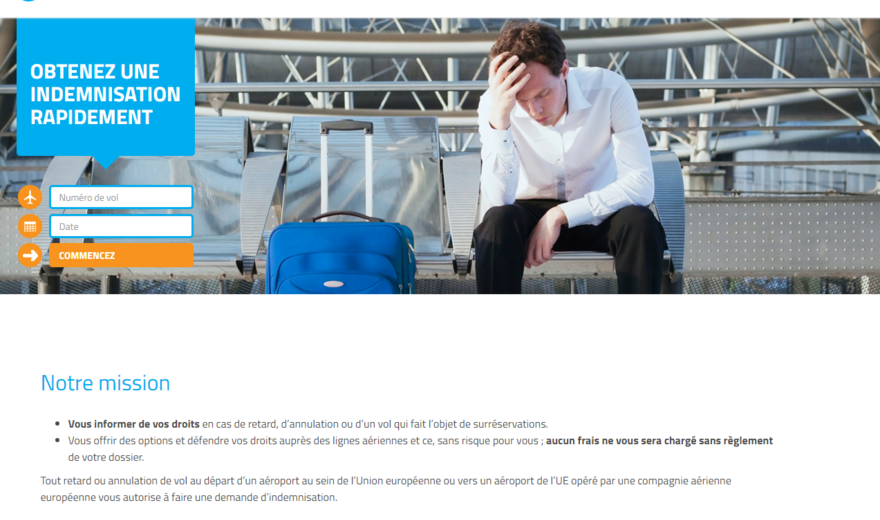 OBTENEZ UNE
INDEMNISATION
RAPIDEMENT
Numéro de vol
Date
COMMENCEZ
Notre mission
Vous informer de vos droits en cas de retard, d'annulation ou d'un vol qui fait l'objet de surréservations.
Vous offrir des options et défendre vos droits auprès des lignes aériennes et ce, sans risque pour vous ; aucun frais ne vous sera chargé sans règlement
de votre dossier.
Tout retard ou annulation de vol au départ d'un aéroport au sein de l'Union européenne ou vers un aéroport de l'UE opéré par une compagnie aérienne
européenne vous autorise à faire une demande d'indemnisation.